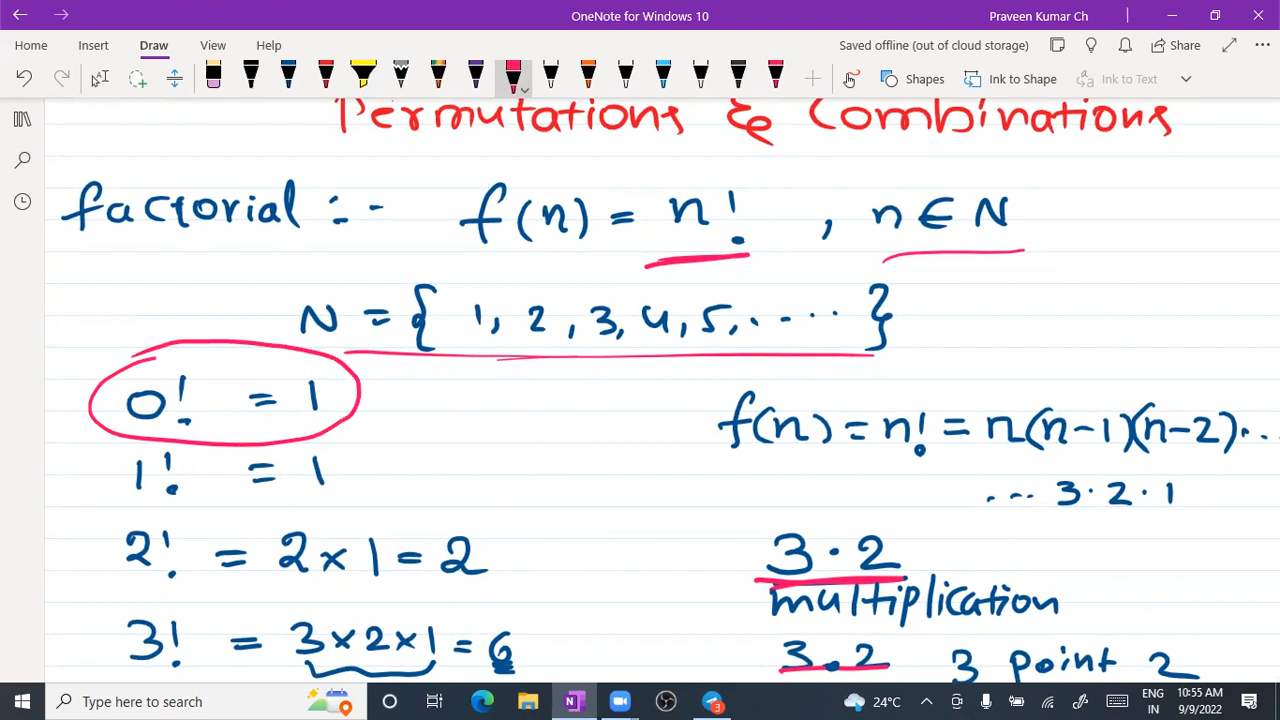 OneNote for Windows 10
Praveen Kumar Ch
Home Insert Draw View Help
Saved offline (out of cloud storage)
Share
Shapes
Ink to Shape
Ink to Text
Permutations & Combinations
factorial :- f(n) = n! , n ∈ N
N = { 1, 2, 3, 4, 5, ..... }
0! = 1
f(n) = n! = n(n-1)(n-2)...
1! = 1
... 3·2·1
2! = 2 × 1 = 2
3·2
multiplication
3! = 3×2×1 = 6
3.2 3 point 2
Type here to search
3
24°C
ENG
IN
10:55 AM
9/9/2022